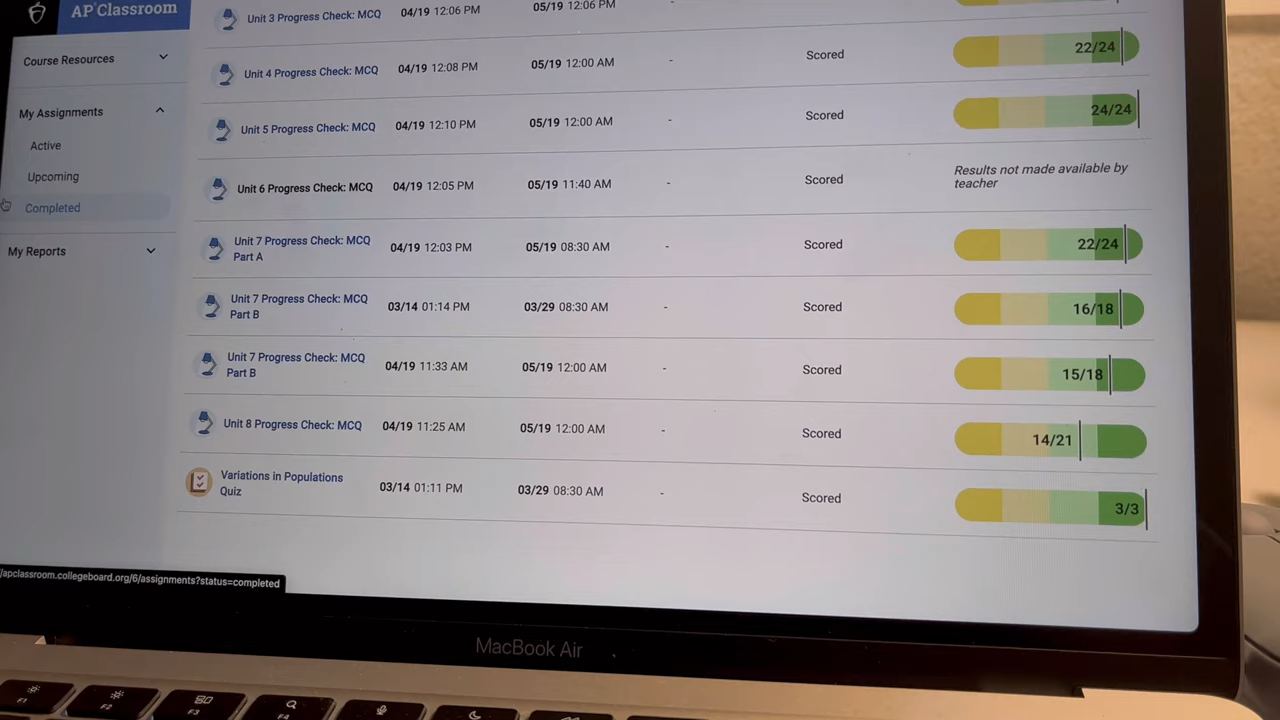 AP Classroom
Course Resources
My Assignments
Active
Upcoming
Completed
My Reports
Unit 3 Progress Check: MCQ 04/19 12:06 PM 05/19 12:06 PM -
Unit 4 Progress Check: MCQ 04/19 12:08 PM 05/19 12:00 AM - Scored 22/24
Unit 5 Progress Check: MCQ 04/19 12:10 PM 05/19 12:00 AM - Scored 24/24
Unit 6 Progress Check: MCQ 04/19 12:05 PM 05/19 11:40 AM - Scored Results not made available by
teacher
Unit 7 Progress Check: MCQ 04/19 12:03 PM 05/19 08:30 AM - Scored 22/24
Part A
Unit 7 Progress Check: MCQ 03/14 01:14 PM 03/29 08:30 AM - Scored 16/18
Part B
Unit 7 Progress Check: MCQ 04/19 11:33 AM 05/19 12:00 AM - Scored 15/18
Part B
Unit 8 Progress Check: MCQ 04/19 11:25 AM 05/19 12:00 AM - Scored 14/21
Variations in Populations 03/14 01:11 PM 03/29 08:30 AM - Scored 3/3
Quiz
/apclassroom.collegeboard.org/6/assignments?status=completed
MacBook Air
F1 F2 F3 F4